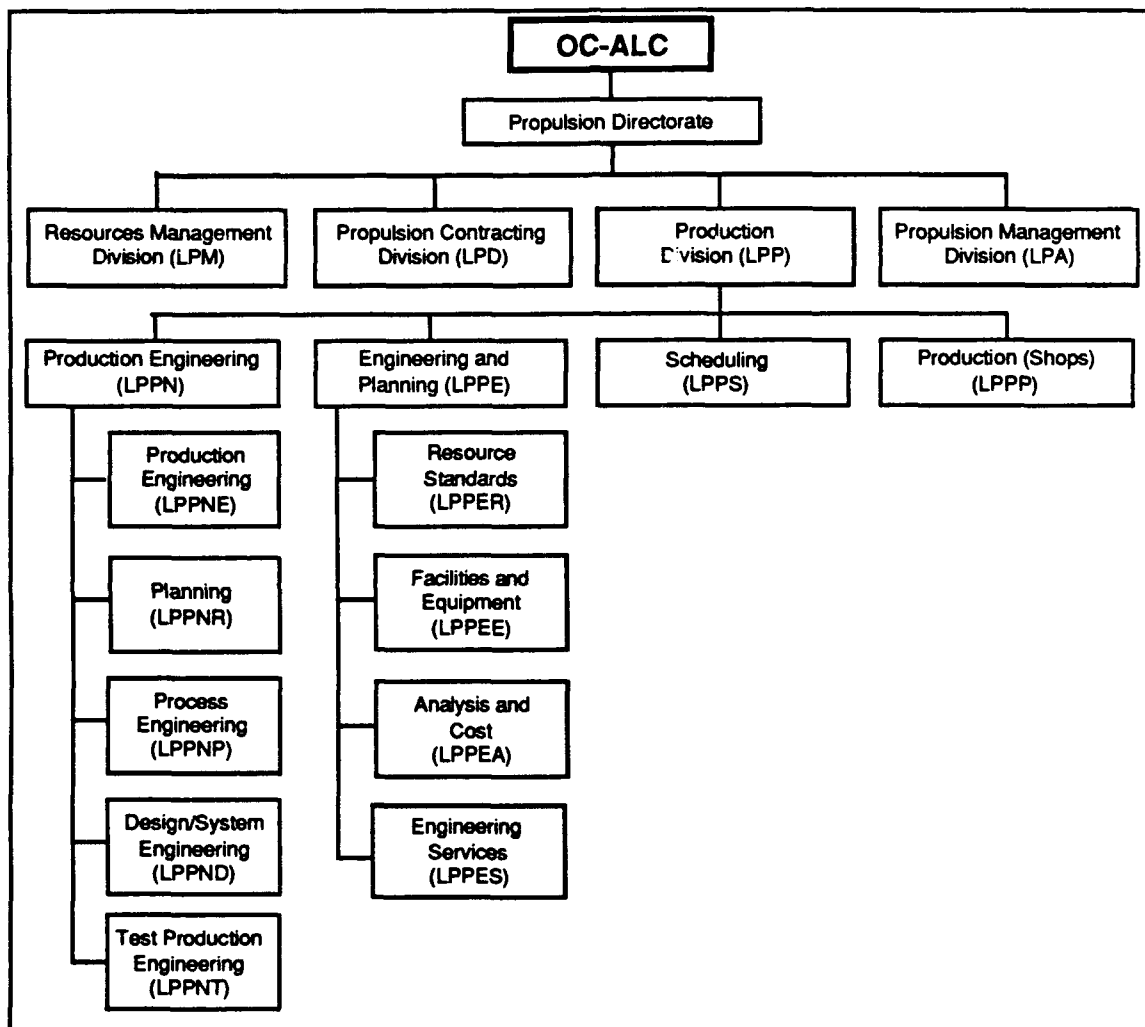 OC-ALC
Propulsion Directorate
Resources Management
Division (LPM)
Propulsion Contracting
Division (LPD)
Production
Division (LPP)
Propulsion Management
Division (LPA)
Production Engineering
(LPPN)
Engineering and
Planning (LPPE)
Scheduling
(LPPS)
Production (Shops)
(LPPP)
Production
Engineering
(LPPNE)
Planning
(LPPNR)
Process
Engineering
(LPPNP)
Design/System
Engineering
(LPPND)
Test Production
Engineering
(LPPNT)
Resource
Standards
(LPPER)
Facilities and
Equipment
(LPPEE)
Analysis and
Cost
(LPPEA)
Engineering
Services
(LPPES)